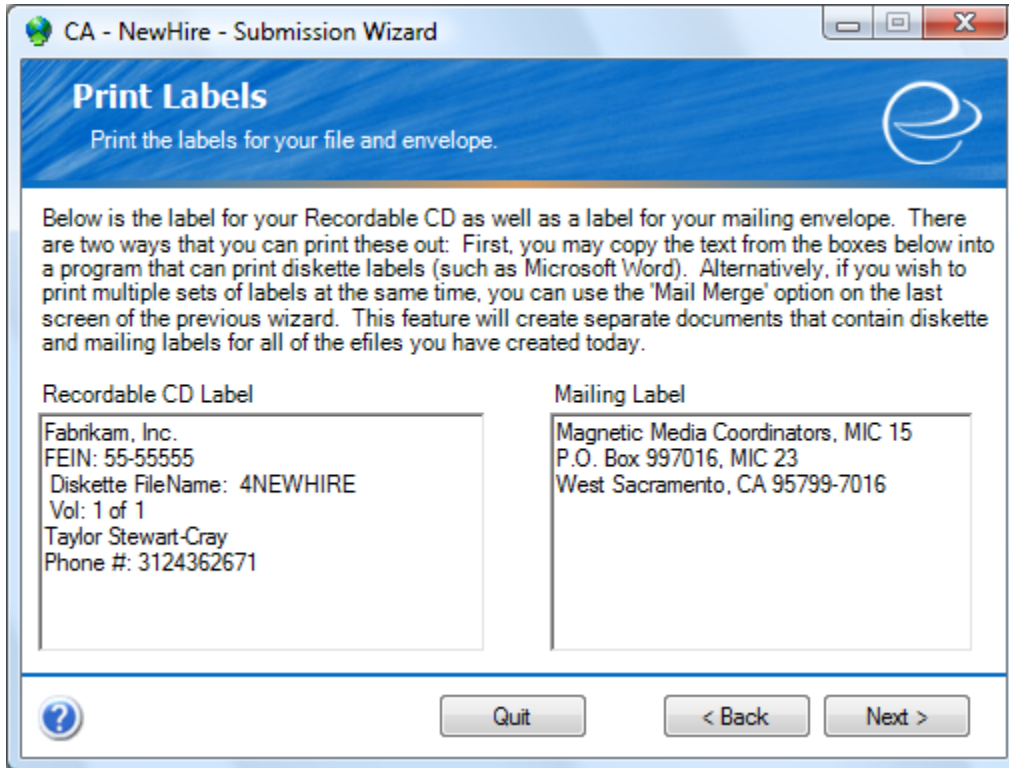 CA - NewHire - Submission Wizard
Print Labels
Print the labels for your file and envelope.
Below is the label for your Recordable CD as well as a label for your mailing envelope.  There
are two ways that you can print these out:  First, you may copy the text from the boxes below into
a program that can print diskette labels (such as Microsoft Word).  Alternatively, if you wish to
print multiple sets of labels at the same time, you can use the 'Mail Merge' option on the last
screen of the previous wizard.  This feature will create separate documents that contain diskette
and mailing labels for all of the efiles you have created today.
Recordable CD Label
Fabrikam, Inc.
FEIN: 55-55555
Diskette FileName:  4NEWHIRE
Vol: 1 of 1
Taylor Stewart-Cray
Phone #: 3124362671
Mailing Label
Magnetic Media Coordinators, MIC 15
P.O. Box 997016, MIC 23
West Sacramento, CA 95799-7016
Quit
< Back
Next >